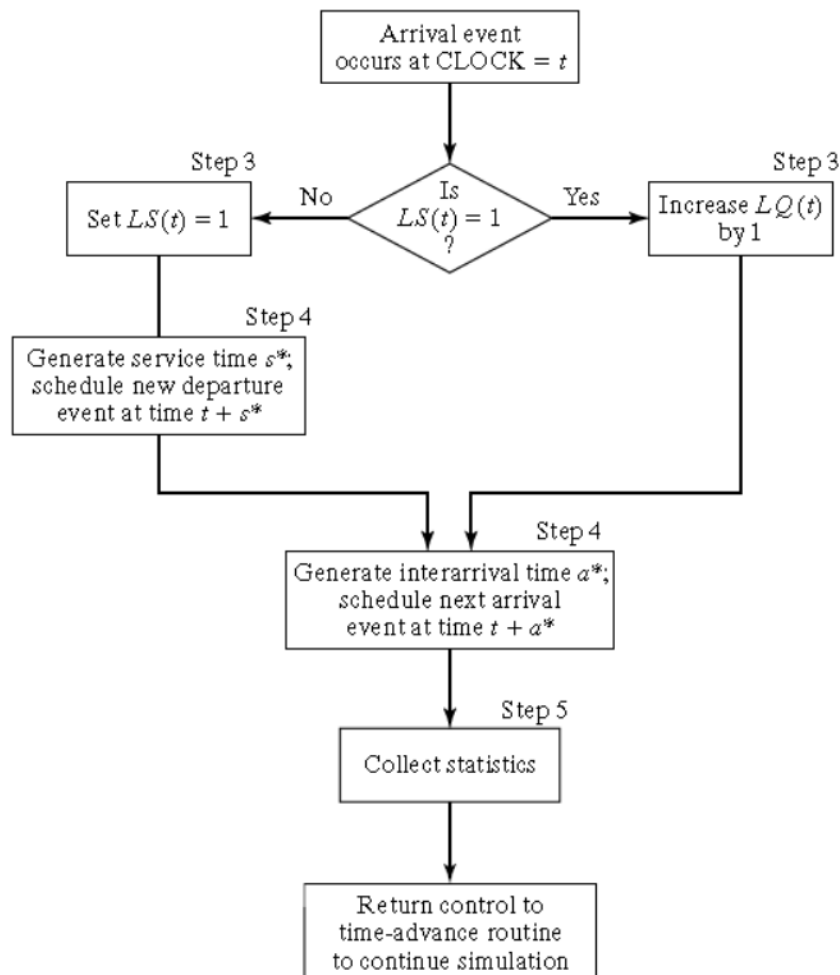 Arrival event
occurs at CLOCK = t
Step 3
Set LS(t) = 1
No
Is
LS(t) = 1
?
Yes
Step 3
Increase LQ(t)
by 1
Step 4
Generate service time s*;
schedule new departure
event at time t + s*
Step 4
Generate interarrival time a*;
schedule next arrival
event at time t + a*
Step 5
Collect statistics
Return control to
time-advance routine
to continue simulation